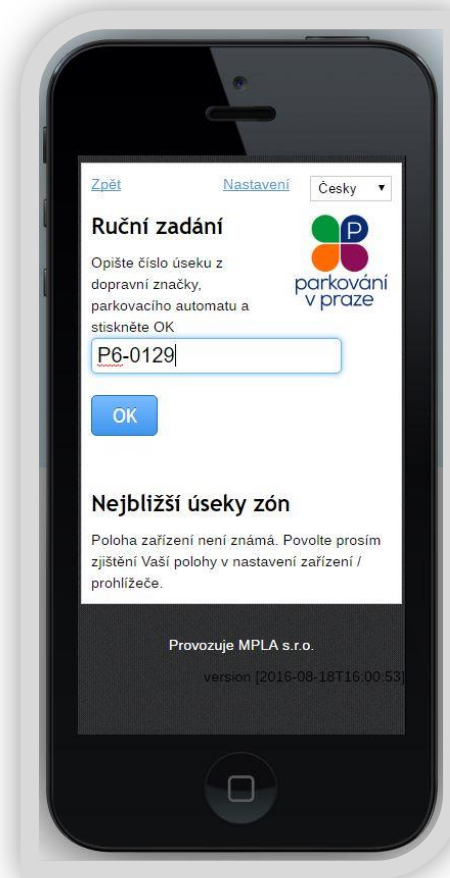 Zpět Nastavení Česky
Ruční zadání
Opište číslo úseku z
dopravní značky,
parkovacího automatu a
stiskněte OK
P
parkování
v praze
P6-0129
OK
Nejbližší úseky zón
Poloha zařízení není známá. Povolte prosím
zjištění Vaší polohy v nastavení zařízení /
prohlížeče.
Provozuje MPLA s.r.o.
version [2016-08-18T16:00:53]